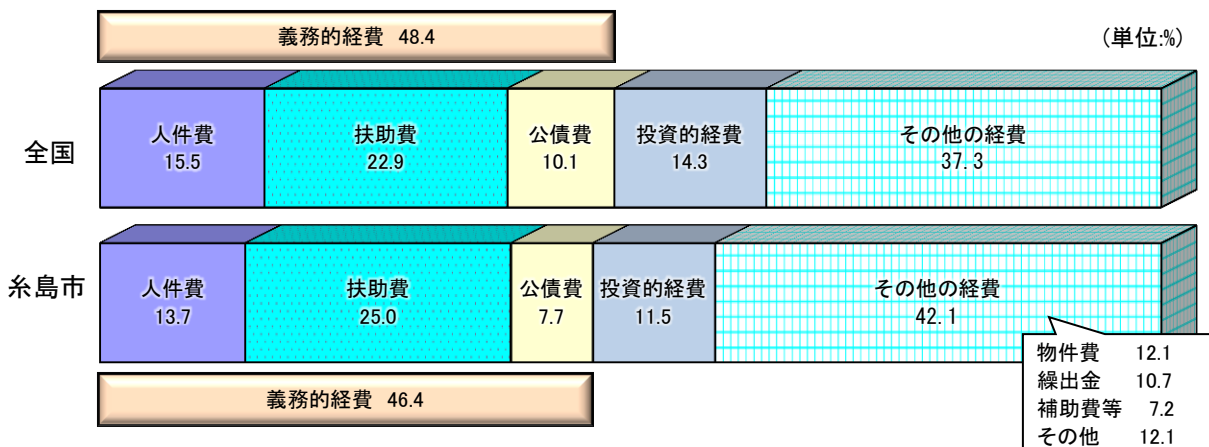 義務的経費 48.4
(単位:%)
全国
人件費
15.5
扶助費
22.9
公債費
10.1
投資的経費
14.3
その他の経費
37.3
糸島市
人件費
13.7
扶助費
25.0
公債費
7.7
投資的経費
11.5
その他の経費
42.1
物件費 12.1
繰出金 10.7
補助費等 7.2
その他 12.1
義務的経費 46.4